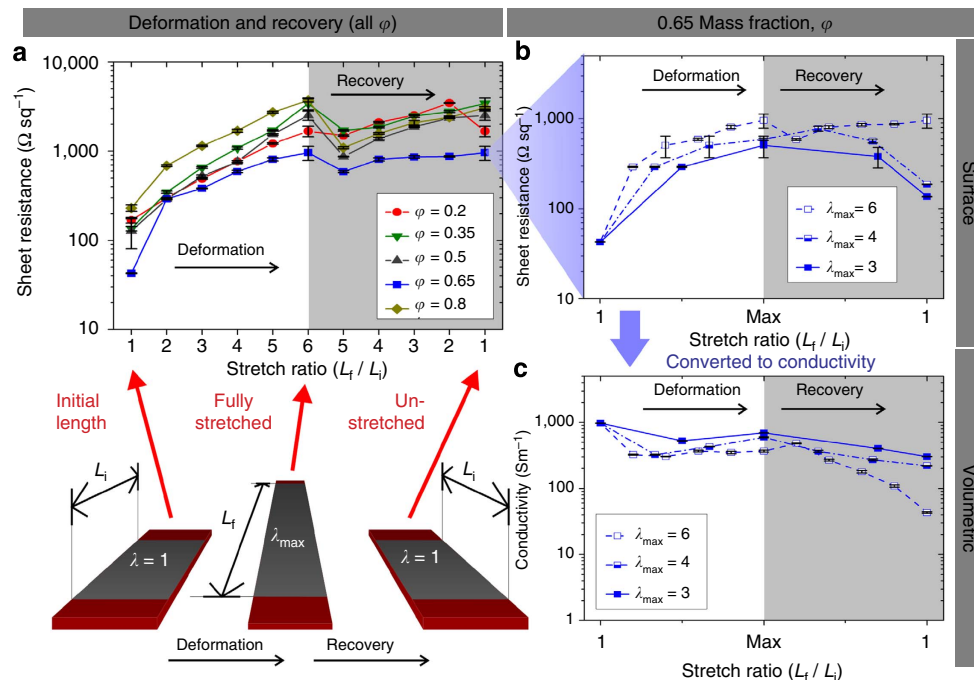 Deformation and recovery (all φ)
0.65 Mass fraction, φ
a
10,000
1,000
100
10
Sheet resistance (Ω sq⁻¹)
Recovery
Deformation
Deformation
φ = 0.2
φ = 0.35
φ = 0.5
φ = 0.65
φ = 0.8
1 2 3 4 5 6 5 4 3 2 1
Stretch ratio (Lf / Li)
Initial
length
Fully
stretched
Un-
stretched
Li
Lf
Li
λ = 1
λmax
λ = 1
Deformation
Recovery
b
1,000
100
10
Sheet resistance (Ω sq⁻¹)
Deformation
Recovery
λmax = 6
λmax = 4
λmax = 3
1 Max 1
Stretch ratio (Lf / Li)
Surface
Converted to conductivity
c
10,000
1,000
100
10
1
Conductivity (Sm⁻¹)
Deformation
Recovery
λmax = 6
λmax = 4
λmax = 3
1 Max 1
Stretch ratio (Lf / Li)
Volumetric